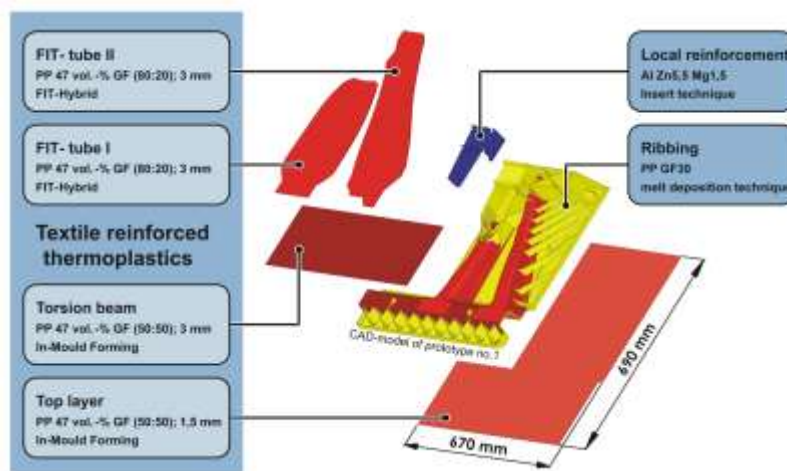 FIT- tube II
PP 47 vol.-% GF (80:20); 3 mm
FIT-Hybrid
FIT- tube I
PP 47 vol.-% GF (80:20); 3 mm
FIT-Hybrid
Textile reinforced
thermoplastics
Torsion beam
PP 47 vol.-% GF (50:50); 3 mm
In-Mould Forming
Top layer
PP 47 vol.-% GF (50:50); 1,5 mm
In-Mould Forming
Local reinforcement
Al Zn5,5 Mg1,5
Insert technique
Ribbing
PP GF30
melt deposition technique
CAD-model of prototype no.1
690 mm
670 mm